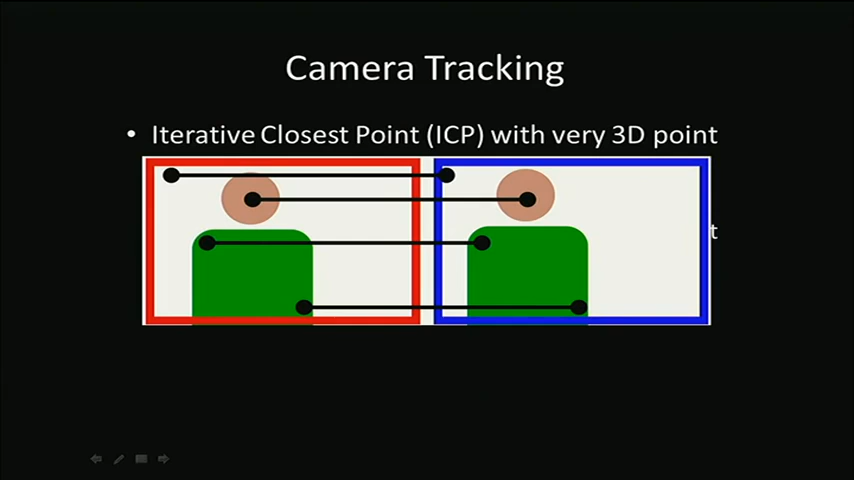 Camera Tracking
• Iterative Closest Point (ICP) with very 3D point
t